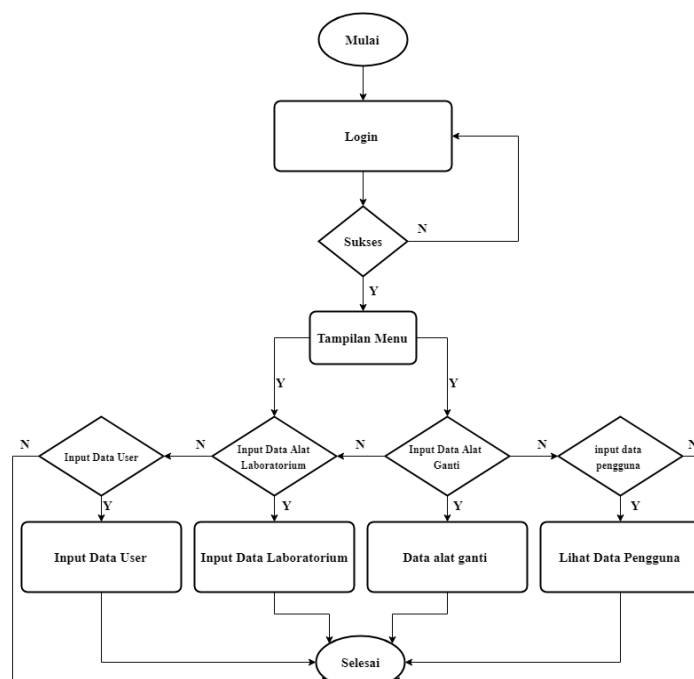 Mulai
Login
Sukses
N
Y
Tampilan Menu
Y
Y
N
Input Data User
N
Input Data Alat
Laboratorium
N
Input Data Alat
Ganti
N
input data
pengguna
N
Y
Y
Y
Y
Input Data User
Input Data Laboratorium
Data alat ganti
Lihat Data Pengguna
Selesai